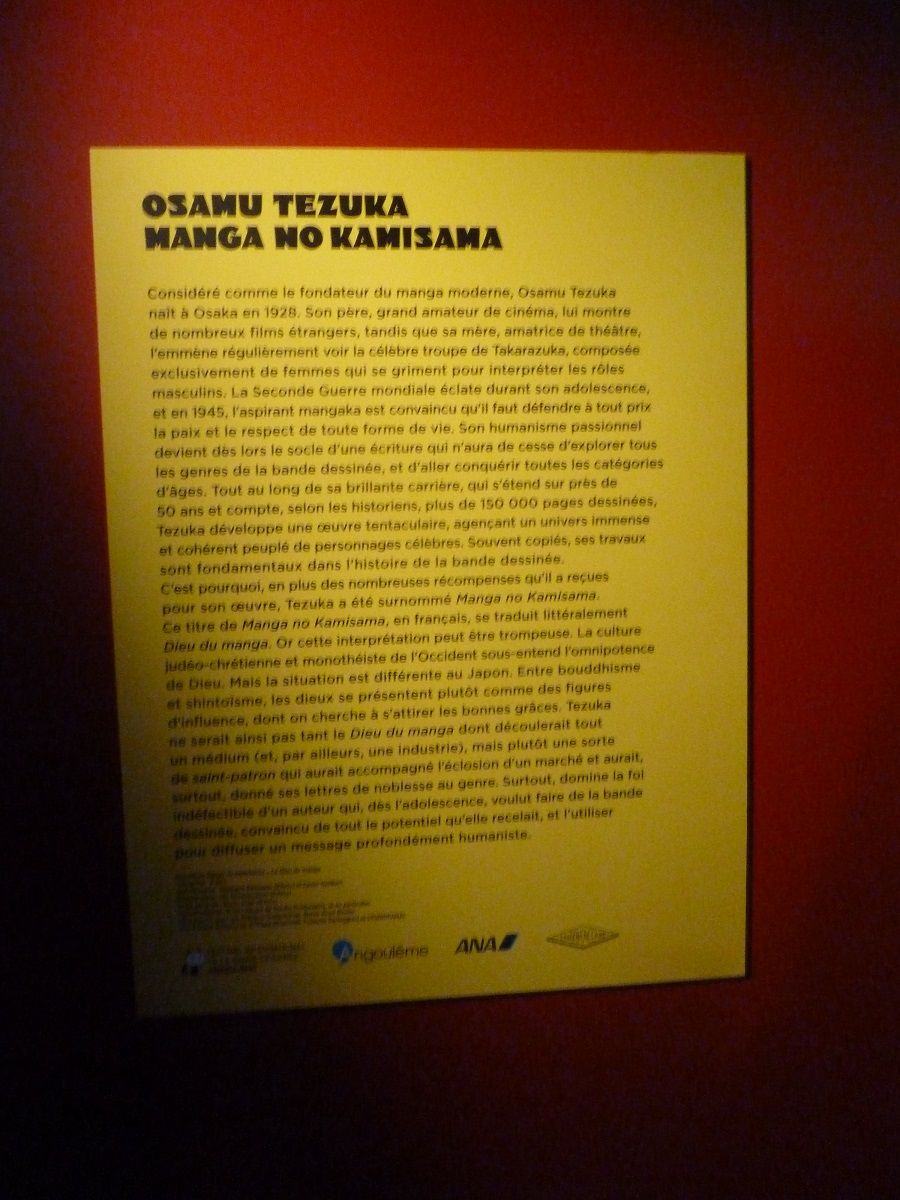 OSAMU TEZUKA
MANGA NO KAMISAMA
Considéré comme le fondateur du manga moderne, Osamu Tezuka
naît à Osaka en 1928. Son père, grand amateur de cinéma, lui montre
de nombreux films étrangers, tandis que sa mère, amatrice de théâtre,
l'emmène régulièrement voir la célèbre troupe de Takarazuka, composée
exclusivement de femmes qui se griment pour interpréter les rôles
masculins. La Seconde Guerre mondiale éclate durant son adolescence,
et en 1945, l'aspirant mangaka est convaincu qu'il faut défendre à tout prix
la paix et le respect de toute forme de vie. Son humanisme passionnel
devient dès lors le socle d'une écriture qui n'aura de cesse d'explorer tous
les genres de la bande dessinée, et d'aller conquérir toutes les catégories
d'âges. Tout au long de sa brillante carrière, qui s'étend sur près de
50 ans et compte, selon les historiens, plus de 150 000 pages dessinées,
Tezuka développe une œuvre tentaculaire, agençant un univers immense
et cohérent peuplé de personnages célèbres. Souvent copiés, ses travaux
sont fondamentaux dans l'histoire de la bande dessinée.
C'est pourquoi, en plus des nombreuses récompenses qu'il a reçues
pour son œuvre, Tezuka a été surnommé Manga no Kamisama.
Ce titre de Manga no Kamisama, en français, se traduit littéralement
Dieu du manga. Or cette interprétation peut être trompeuse. La culture
judéo-chrétienne et monothéiste de l'Occident sous-entend l'omnipotence
de Dieu. Mais la situation est différente au Japon. Entre bouddhisme
et shintoïsme, les dieux se présentent plutôt comme des figures
d'influence, dont on cherche à s'attirer les bonnes grâces. Tezuka
ne serait ainsi pas tant le Dieu du manga dont découlerait tout
un médium (et, par ailleurs, une industrie), mais plutôt une sorte
de saint-patron qui aurait accompagné l'éclosion d'un marché et aurait,
surtout, donné ses lettres de noblesse au genre. Surtout, domine la foi
indéfectible d'un auteur qui, dès l'adolescence, voulut faire de la bande
dessinée, convaincu de tout le potentiel qu'elle recelait, et l'utiliser
pour diffuser un message profondément humaniste.
Angoulême
ANA